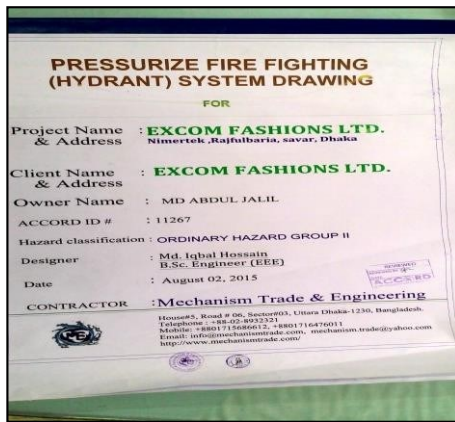 PRESSURIZE FIRE FIGHTING
(HYDRANT) SYSTEM DRAWING
FOR
Project Name : EXCOM FASHIONS LTD.
& Address Nimertek ,Rajfulbaria, savar, Dhaka
Client Name : EXCOM FASHIONS LTD.
& Address
Owner Name : MD ABDUL JALIL
ACCORD ID # : 11267
Hazard classification : ORDINARY HAZARD GROUP II
Designer : Md. Iqbal Hossain
B.Sc. Engineer (EEE)
Date : August 02, 2015
REVIEWED
ACCORD
CONTRACTOR : Mechanism Trade & Engineering
House#5, Road # 06, Sector#03, Uttara Dhaka-1230, Bangladesh.
Telephone : +88-02-8932321
Mobile: +8801715686612, +8801716476011
Email: info@mechanismtrade.com, mechanism.trade@yahoo.com
http://www.mechanismtrade.com/